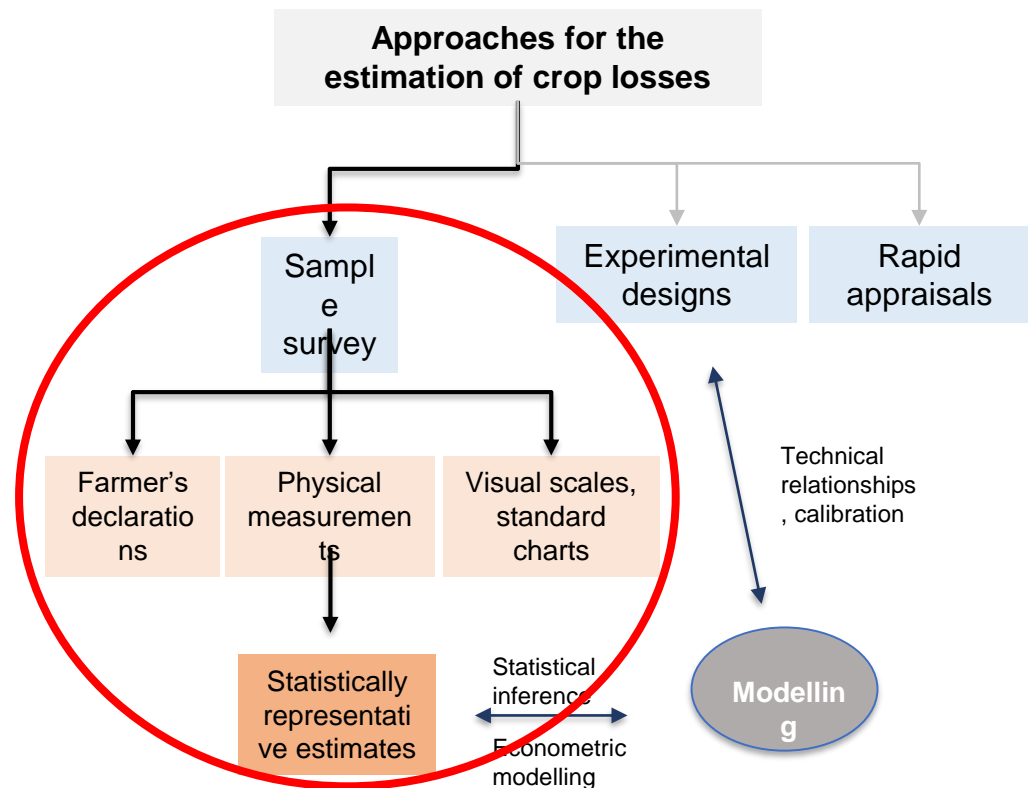 Approaches for the
estimation of crop losses
Sampl
e
survey
Experimental
designs
Rapid
appraisals
Farmer’s
declaratio
ns
Physical
measuremen
ts
Visual scales,
standard
charts
Technical
relationships
, calibration
Statistically
representati
ve estimates
Statistical
inference
Econometric
modelling
Modellin
g